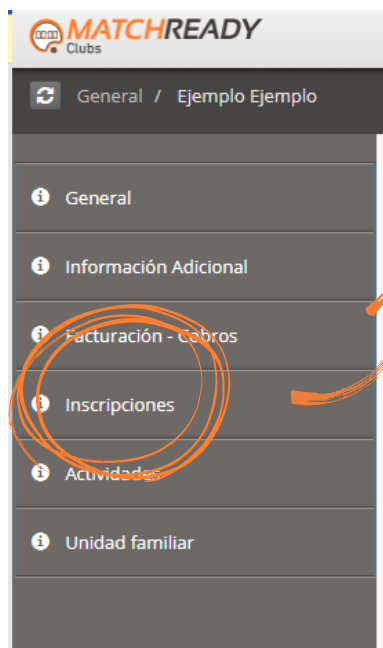 MATCHREADY
Clubs
General / Ejemplo Ejemplo
General
Información Adicional
Facturación - Cobros
Inscripciones
Actividades
Unidad familiar